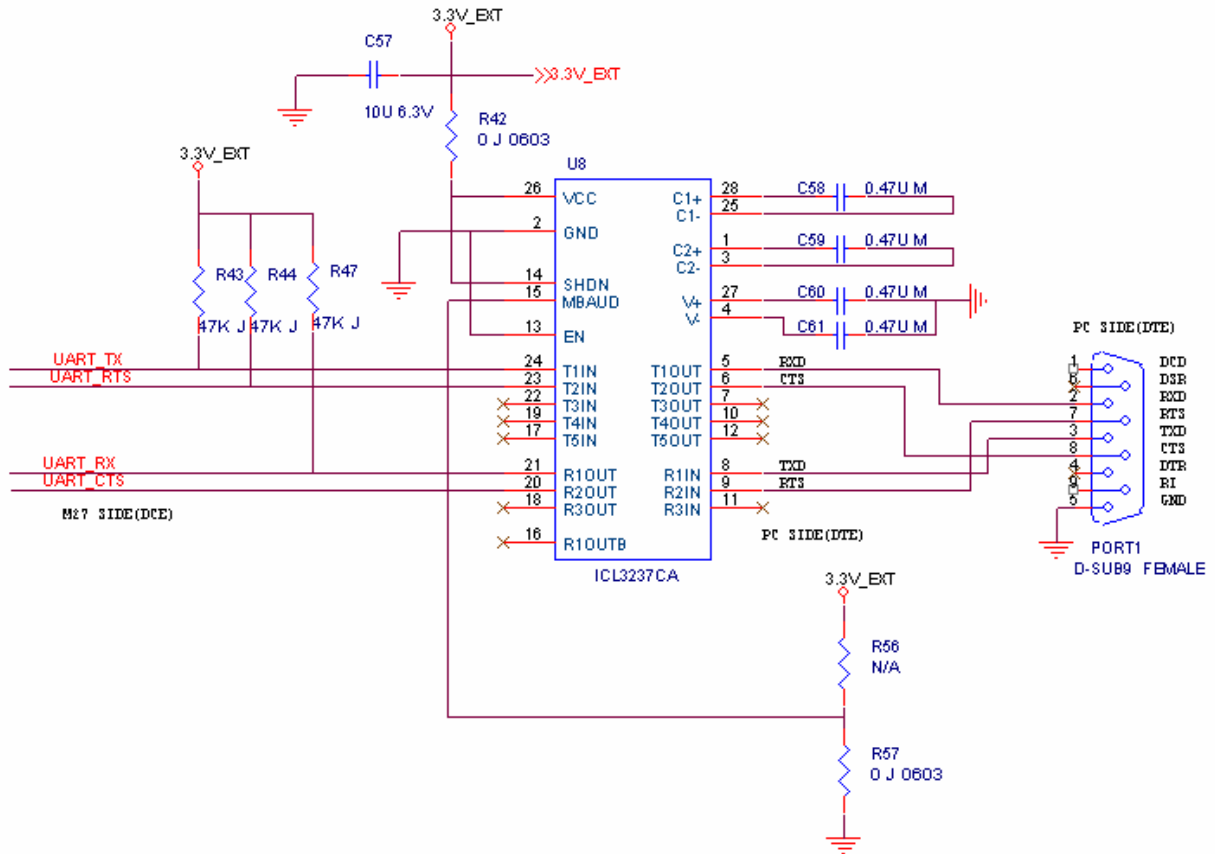 3.3V_EXT
C57
3.3V_EXT
10U 6.3V
R42
0 J 0603
3.3V_EXT
U8
26 VCC C1+ 28 C58 0.47U M
C1- 25
2 GND C2+ 1 C59 0.47U M
C2- 3
R43 R44 R47
14 SHDN V+ 27 C60 0.47U M
15 MBAUD V- 4
47K J 47K J 47K J
13 EN C61 0.47U M
PC SIDE(DTE)
UART_TX 24 T1IN T1OUT 5 RXD 1 DCD
UART_RTS 23 T2IN T2OUT 6 CTS 6 DSR
22 T3IN T3OUT 7 2 RXD
19 T4IN T4OUT 10 7 RTS
17 T5IN T5OUT 12 3 TXD
8 CTS
UART_RX 21 R1OUT R1IN 8 TXD 4 DTR
UART_CTS 20 R2OUT R2IN 9 RTS 9 RI
18 R3OUT R3IN 11 5 GND
M27 SIDE(DCE)
PC SIDE(DTE)
16 R1OUTB
PORT1
D-SUB9 FEMALE
ICL3237CA
3.3V_EXT
R56
N/A
R57
0 J 0603